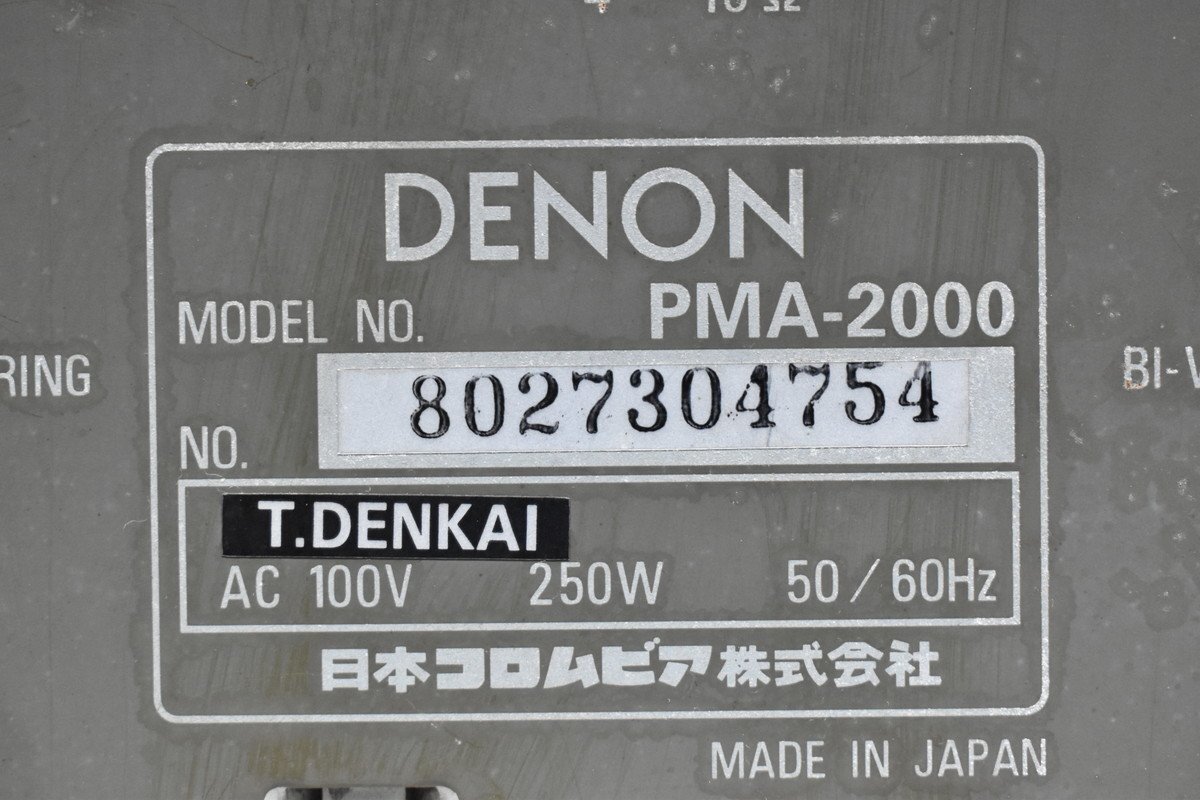 DENON
MODEL NO. PMA-2000
RING
BI-
NO. 8027304754
T.DENKAI
AC 100V 250W 50/60Hz
日本コロムビア株式会社
MADE IN JAPAN